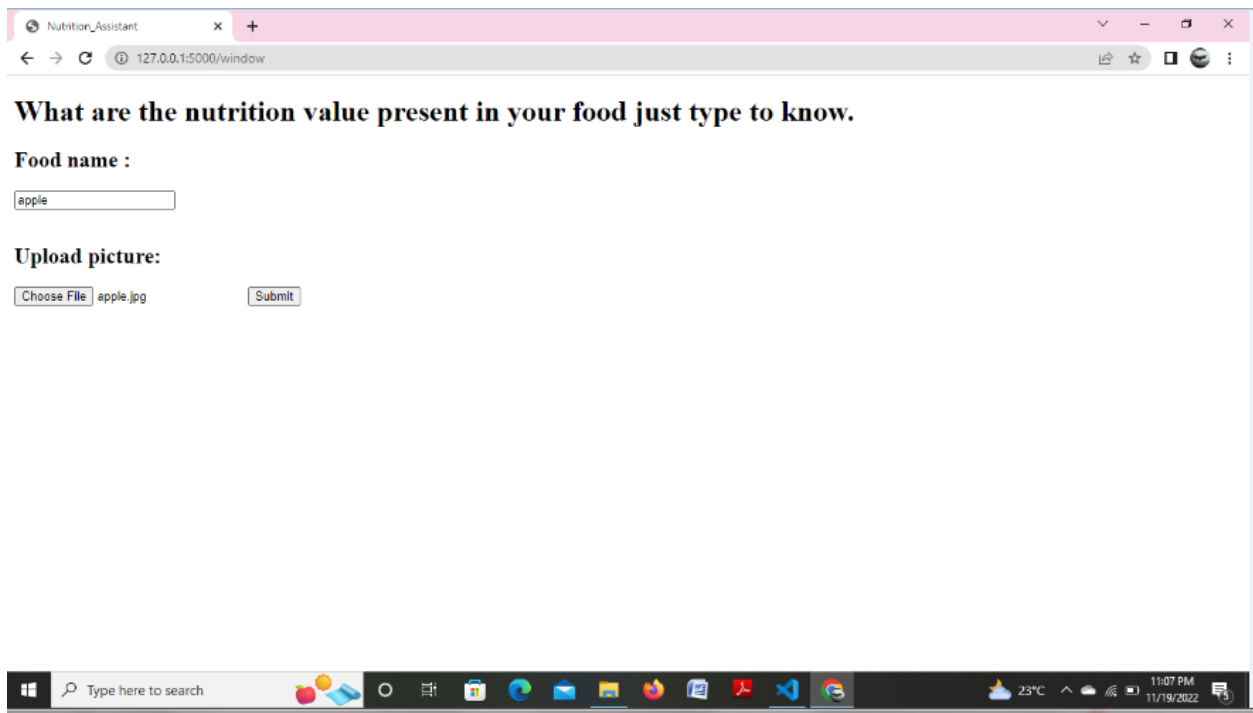 Nutrition_Assistant
127.0.0.1:5000/window
What are the nutrition value present in your food just type to know.
Food name :
apple
Upload picture:
Choose File apple.jpg Submit
Type here to search
23°C
11:07 PM
11/19/2022
5